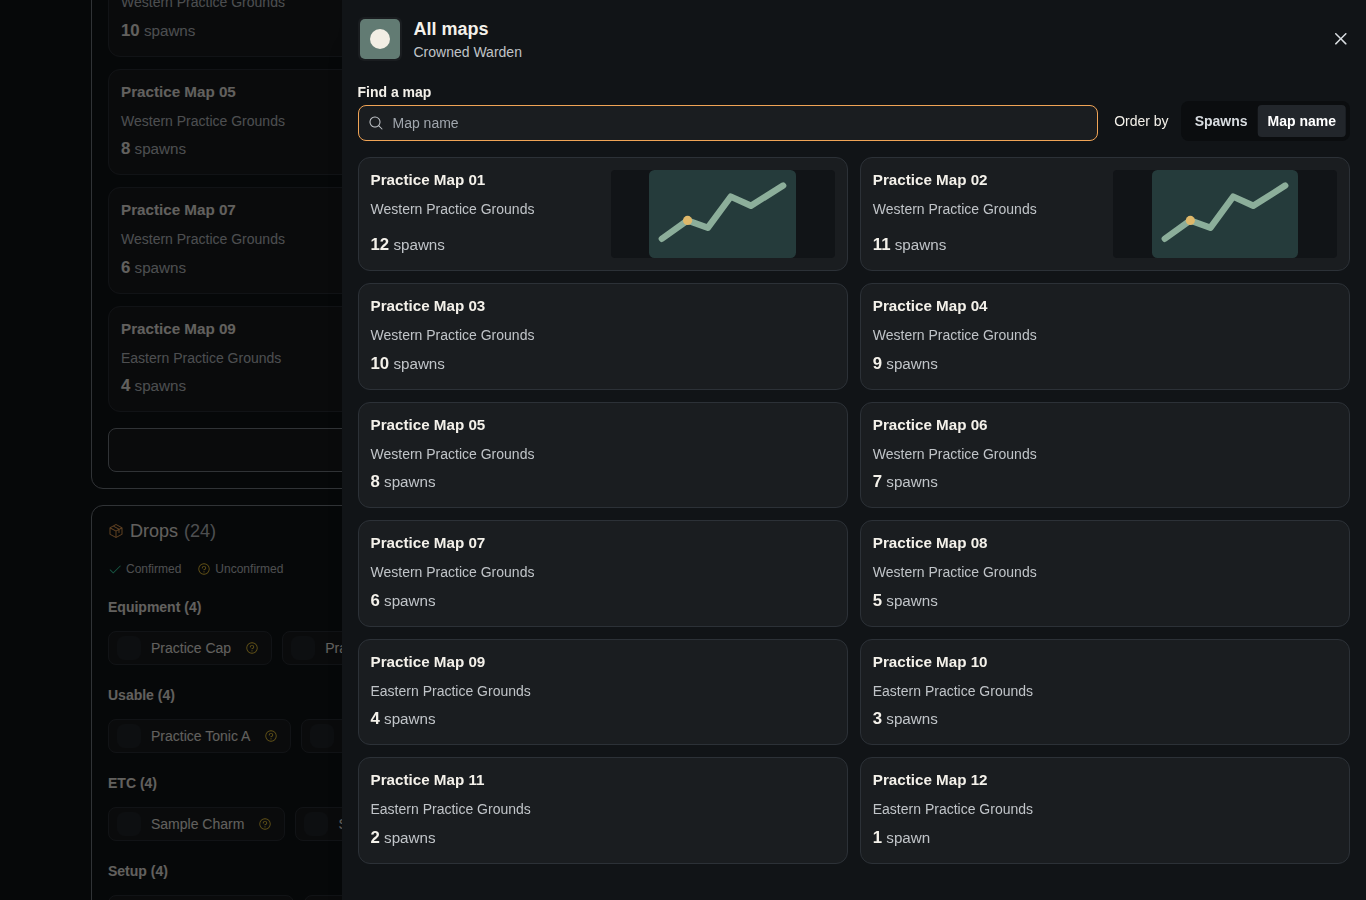 Western Practice Grounds
10 spawns
Practice Map 05
Western Practice Grounds
8 spawns
Practice Map 07
Western Practice Grounds
6 spawns
Practice Map 09
Eastern Practice Grounds
4 spawns
Drops (24)
Confirmed
Unconfirmed
Equipment (4)
Practice Cap
Usable (4)
Practice Tonic A
ETC (4)
Sample Charm
Setup (4)
All maps
Crowned Warden
Find a map
Map name
Order by
Spawns
Map name
Practice Map 01
Western Practice Grounds
12 spawns
Practice Map 02
Western Practice Grounds
11 spawns
Practice Map 03
Western Practice Grounds
10 spawns
Practice Map 04
Western Practice Grounds
9 spawns
Practice Map 05
Western Practice Grounds
8 spawns
Practice Map 06
Western Practice Grounds
7 spawns
Practice Map 07
Western Practice Grounds
6 spawns
Practice Map 08
Western Practice Grounds
5 spawns
Practice Map 09
Eastern Practice Grounds
4 spawns
Practice Map 10
Eastern Practice Grounds
3 spawns
Practice Map 11
Eastern Practice Grounds
2 spawns
Practice Map 12
Eastern Practice Grounds
1 spawn